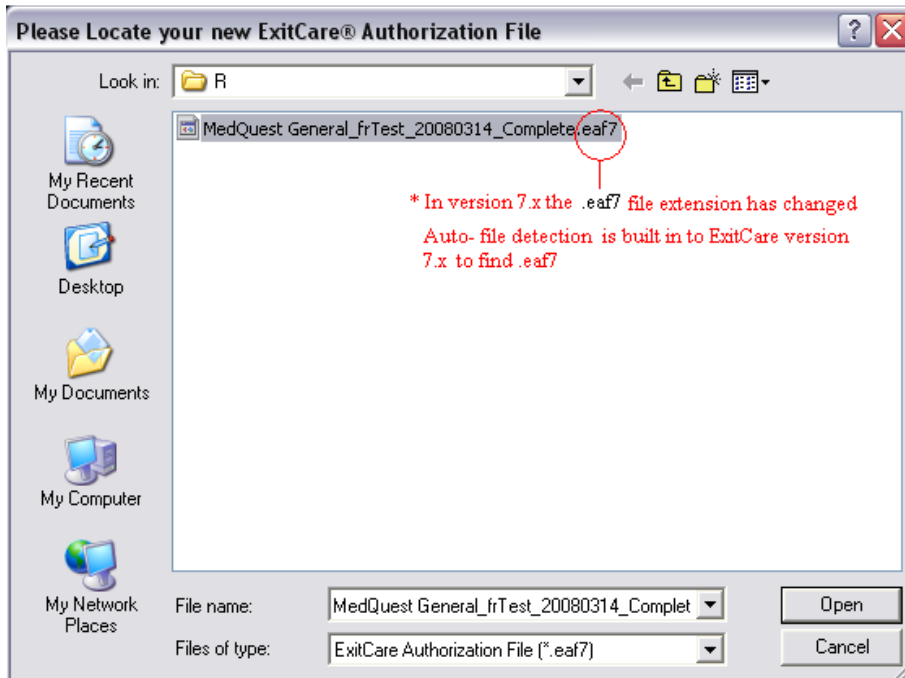 Please Locate your new ExitCare® Authorization File
Look in:
R
MedQuest General_frTest_20080314_Complete.eaf7
* In version 7.x the .eaf7 file extension has changed
Auto- file detection is built in to ExitCare version
7.x to find .eaf7
My Recent
Documents
Desktop
My Documents
My Computer
My Network
Places
File name:
MedQuest General_frTest_20080314_Complet
Open
Files of type:
ExitCare Authorization File (*.eaf7)
Cancel